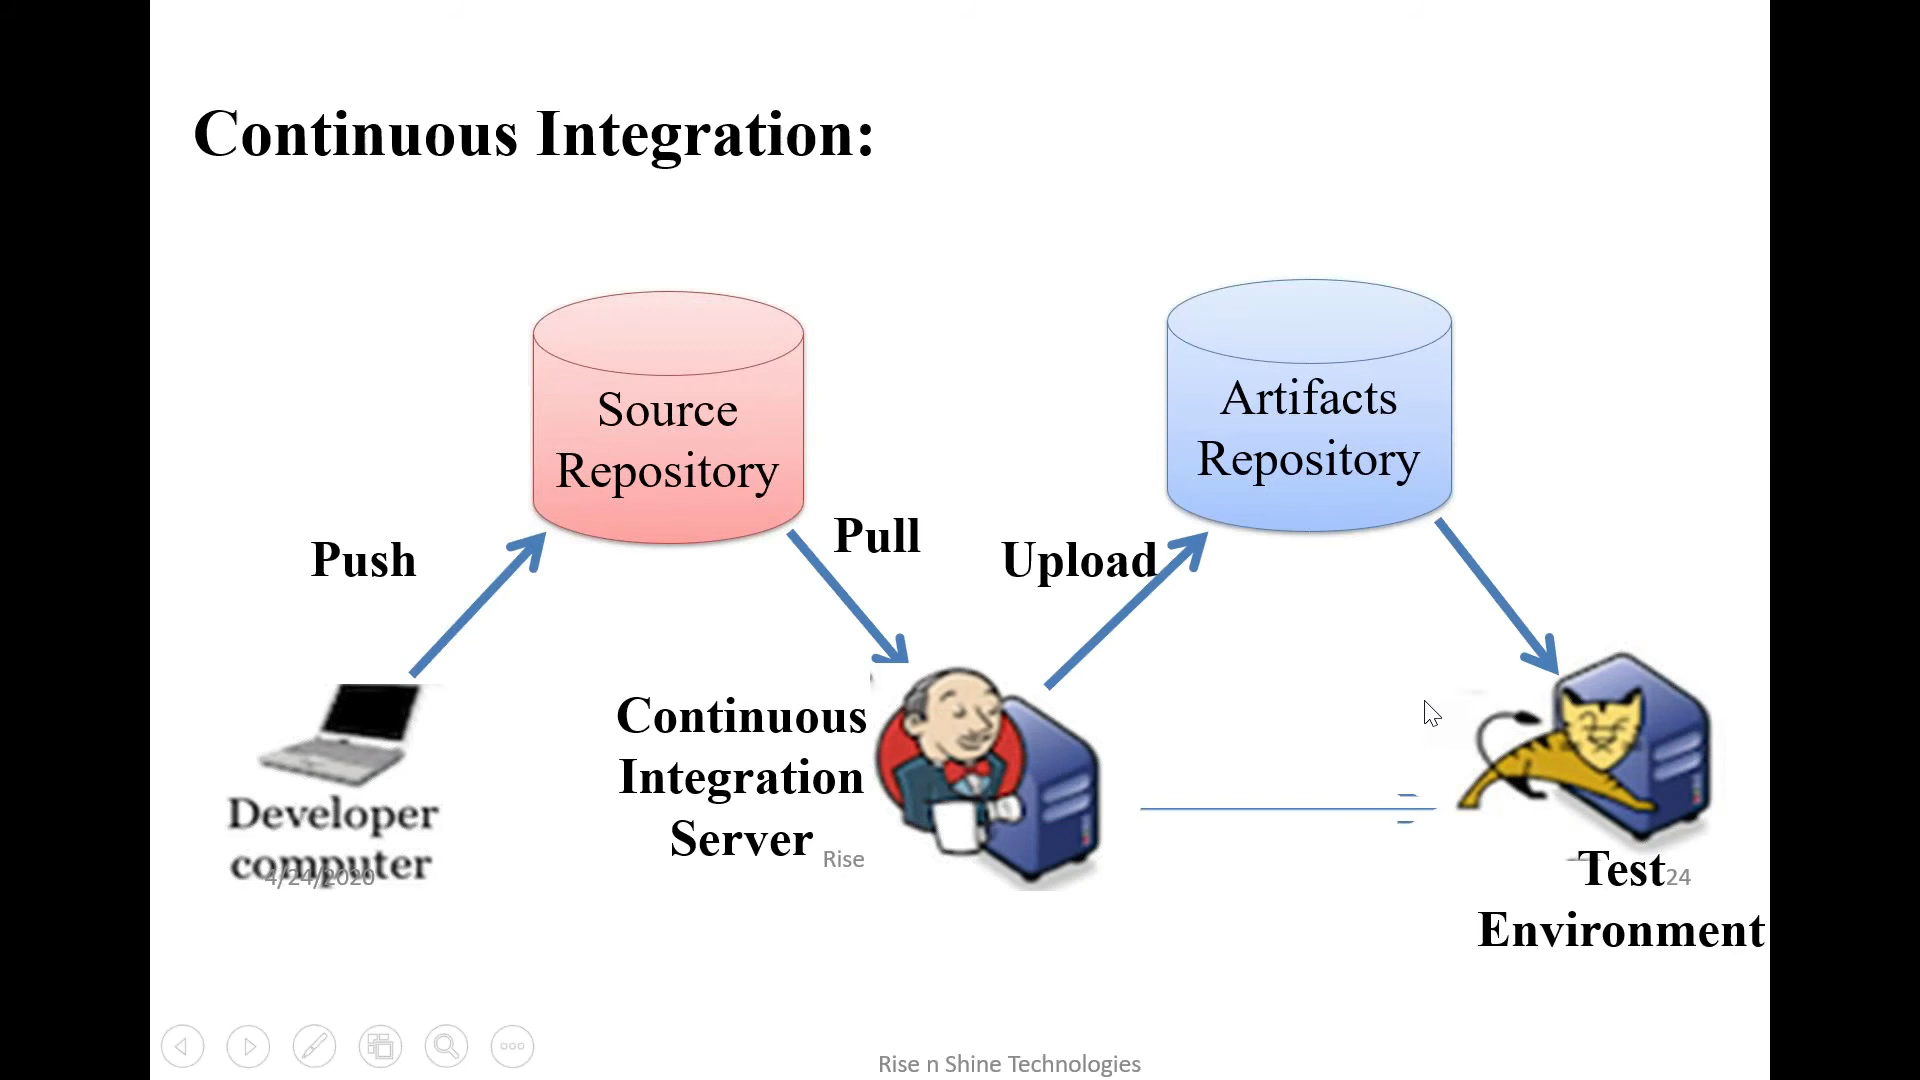 Continuous Integration:
Source
Repository
Artifacts
Repository
Push
Pull
Upload
Continuous
Integration
Server
Rise
Developer
computer
4/24/2020
Test
24
Environment
Rise n Shine Technologies